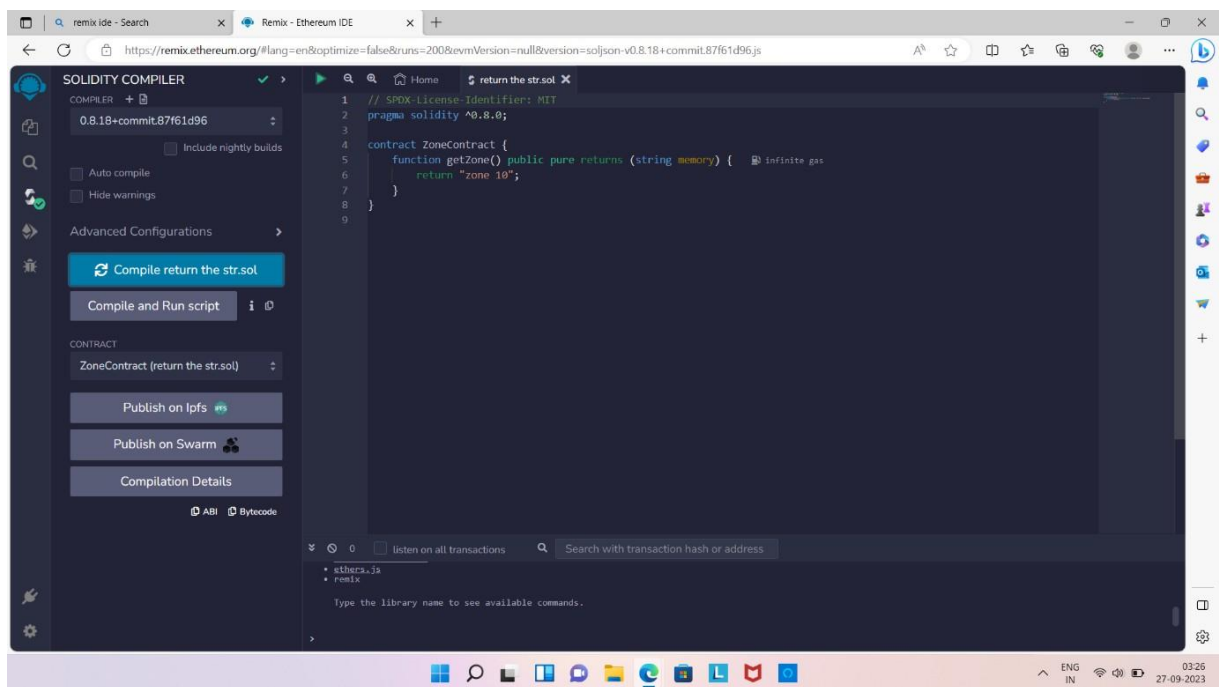 remix ide - Search
Remix - Ethereum IDE
https://remix.ethereum.org/#lang=en&optimize=false&runs=200&evmVersion=null&version=soljson-v0.8.18+commit.87f61d96.js
SOLIDITY COMPILER
COMPILER
0.8.18+commit.87f61d96
Include nightly builds
Auto compile
Hide warnings
Advanced Configurations
Compile return the str.sol
Compile and Run script
CONTRACT
ZoneContract (return the str.sol)
Publish on Ipfs
Publish on Swarm
Compilation Details
ABI Bytecode
Home return the str.sol
1 // SPDX-License-Identifier: MIT
2 pragma solidity ^0.8.0;
3
4 contract ZoneContract {
5 function getZone() public pure returns (string memory) { infinite gas
6 return "zone 10";
7 }
8 }
9
0 listen on all transactions Search with transaction hash or address
• ethers.js
• remix
Type the library name to see available commands.
>
ENG
IN
03:26
27-09-2023